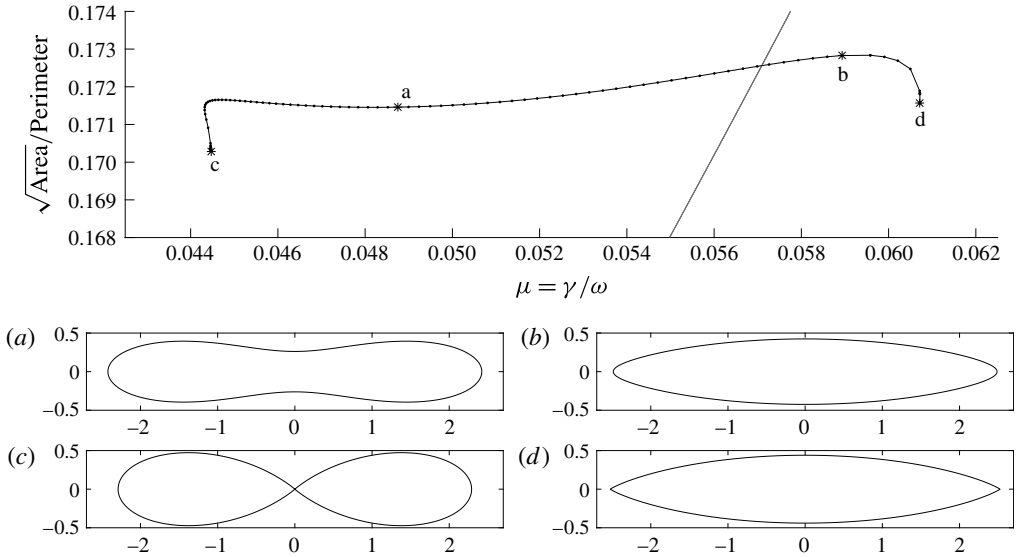 √Area/Perimeter
0.174
0.173
0.172
0.171
0.170
0.169
0.168
a
b
c
d
0.044 0.046 0.048 0.050 0.052 0.054 0.056 0.058 0.060 0.062
μ = γ/ω
(a) 0.5 0 −0.5
−2 −1 0 1 2
(b) 0.5 0 −0.5
−2 −1 0 1 2
(c) 0.5 0 −0.5
−2 −1 0 1 2
(d) 0.5 0 −0.5
−2 −1 0 1 2